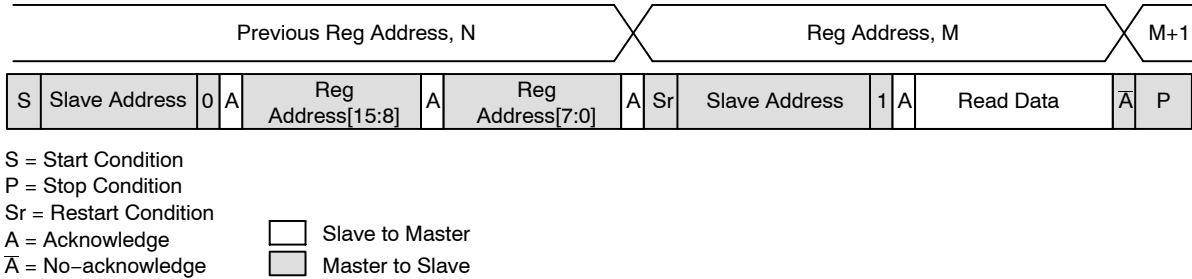 Previous Reg Address, N Reg Address, M M+1
S Slave Address 0 A Reg Address[15:8] A Reg Address[7:0] A Sr Slave Address 1 A Read Data A̅ P
S = Start Condition
P = Stop Condition
Sr = Restart Condition
A = Acknowledge
A̅ = No−acknowledge
Slave to Master
Master to Slave